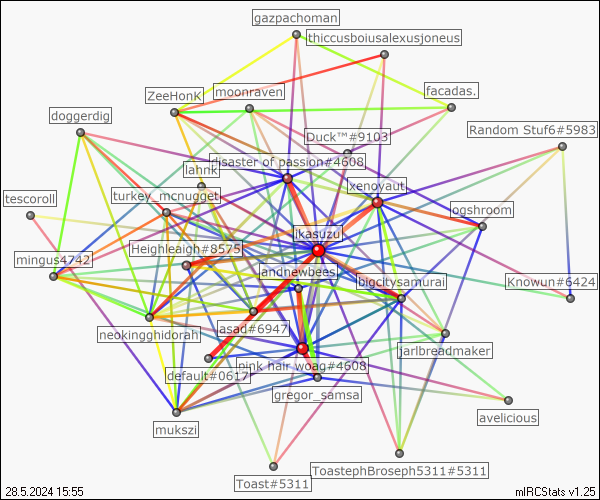 gazpachoman
thiccusboiusalexusjoneus
ZeeHonK
moonraven
facadas.
doggerdig
Duck™#9103
Random Stuf6#5983
disaster of passion#4608
lahnk
xenoyaut
tescoroll
turkey_mcnugget
ogshroom
ikasuzu
Heighleaigh#8575
mingus4742
andnewbees
bigcitysamurai
Knowun#6424
neokingghidorah
asad#6947
jarlbreadmaker
default#0617
pink hair woag#4608
gregor_samsa
avelicious
mukszi
ToastephBroseph5311#5311
Toast#5311
28.5.2024 15:55
mIRCStats v1.25